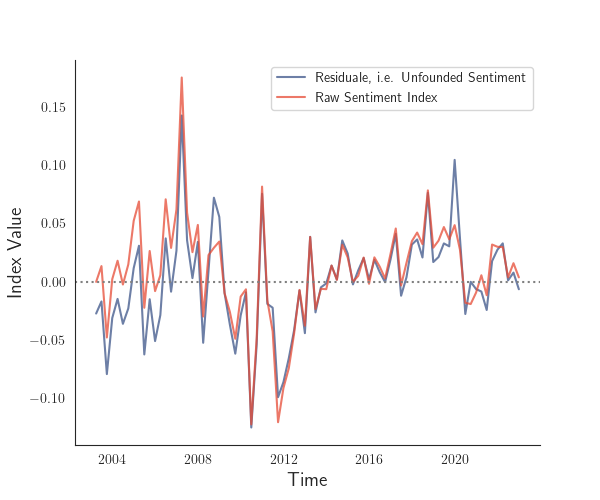 Residuale, i.e. Unfounded Sentiment
Raw Sentiment Index
0.15
0.10
0.05
0.00
−0.05
−0.10
Index Value
2004 2008 2012 2016 2020
Time